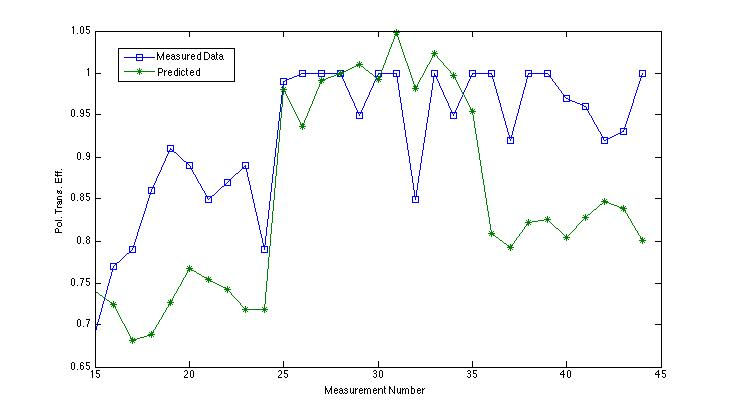 1.05
Measured Data
Predicted
1
0.95
0.9
0.85
0.8
0.75
0.7
0.65
Pol. Trans. Eff.
15 20 25 30 35 40 45
Measurement Number